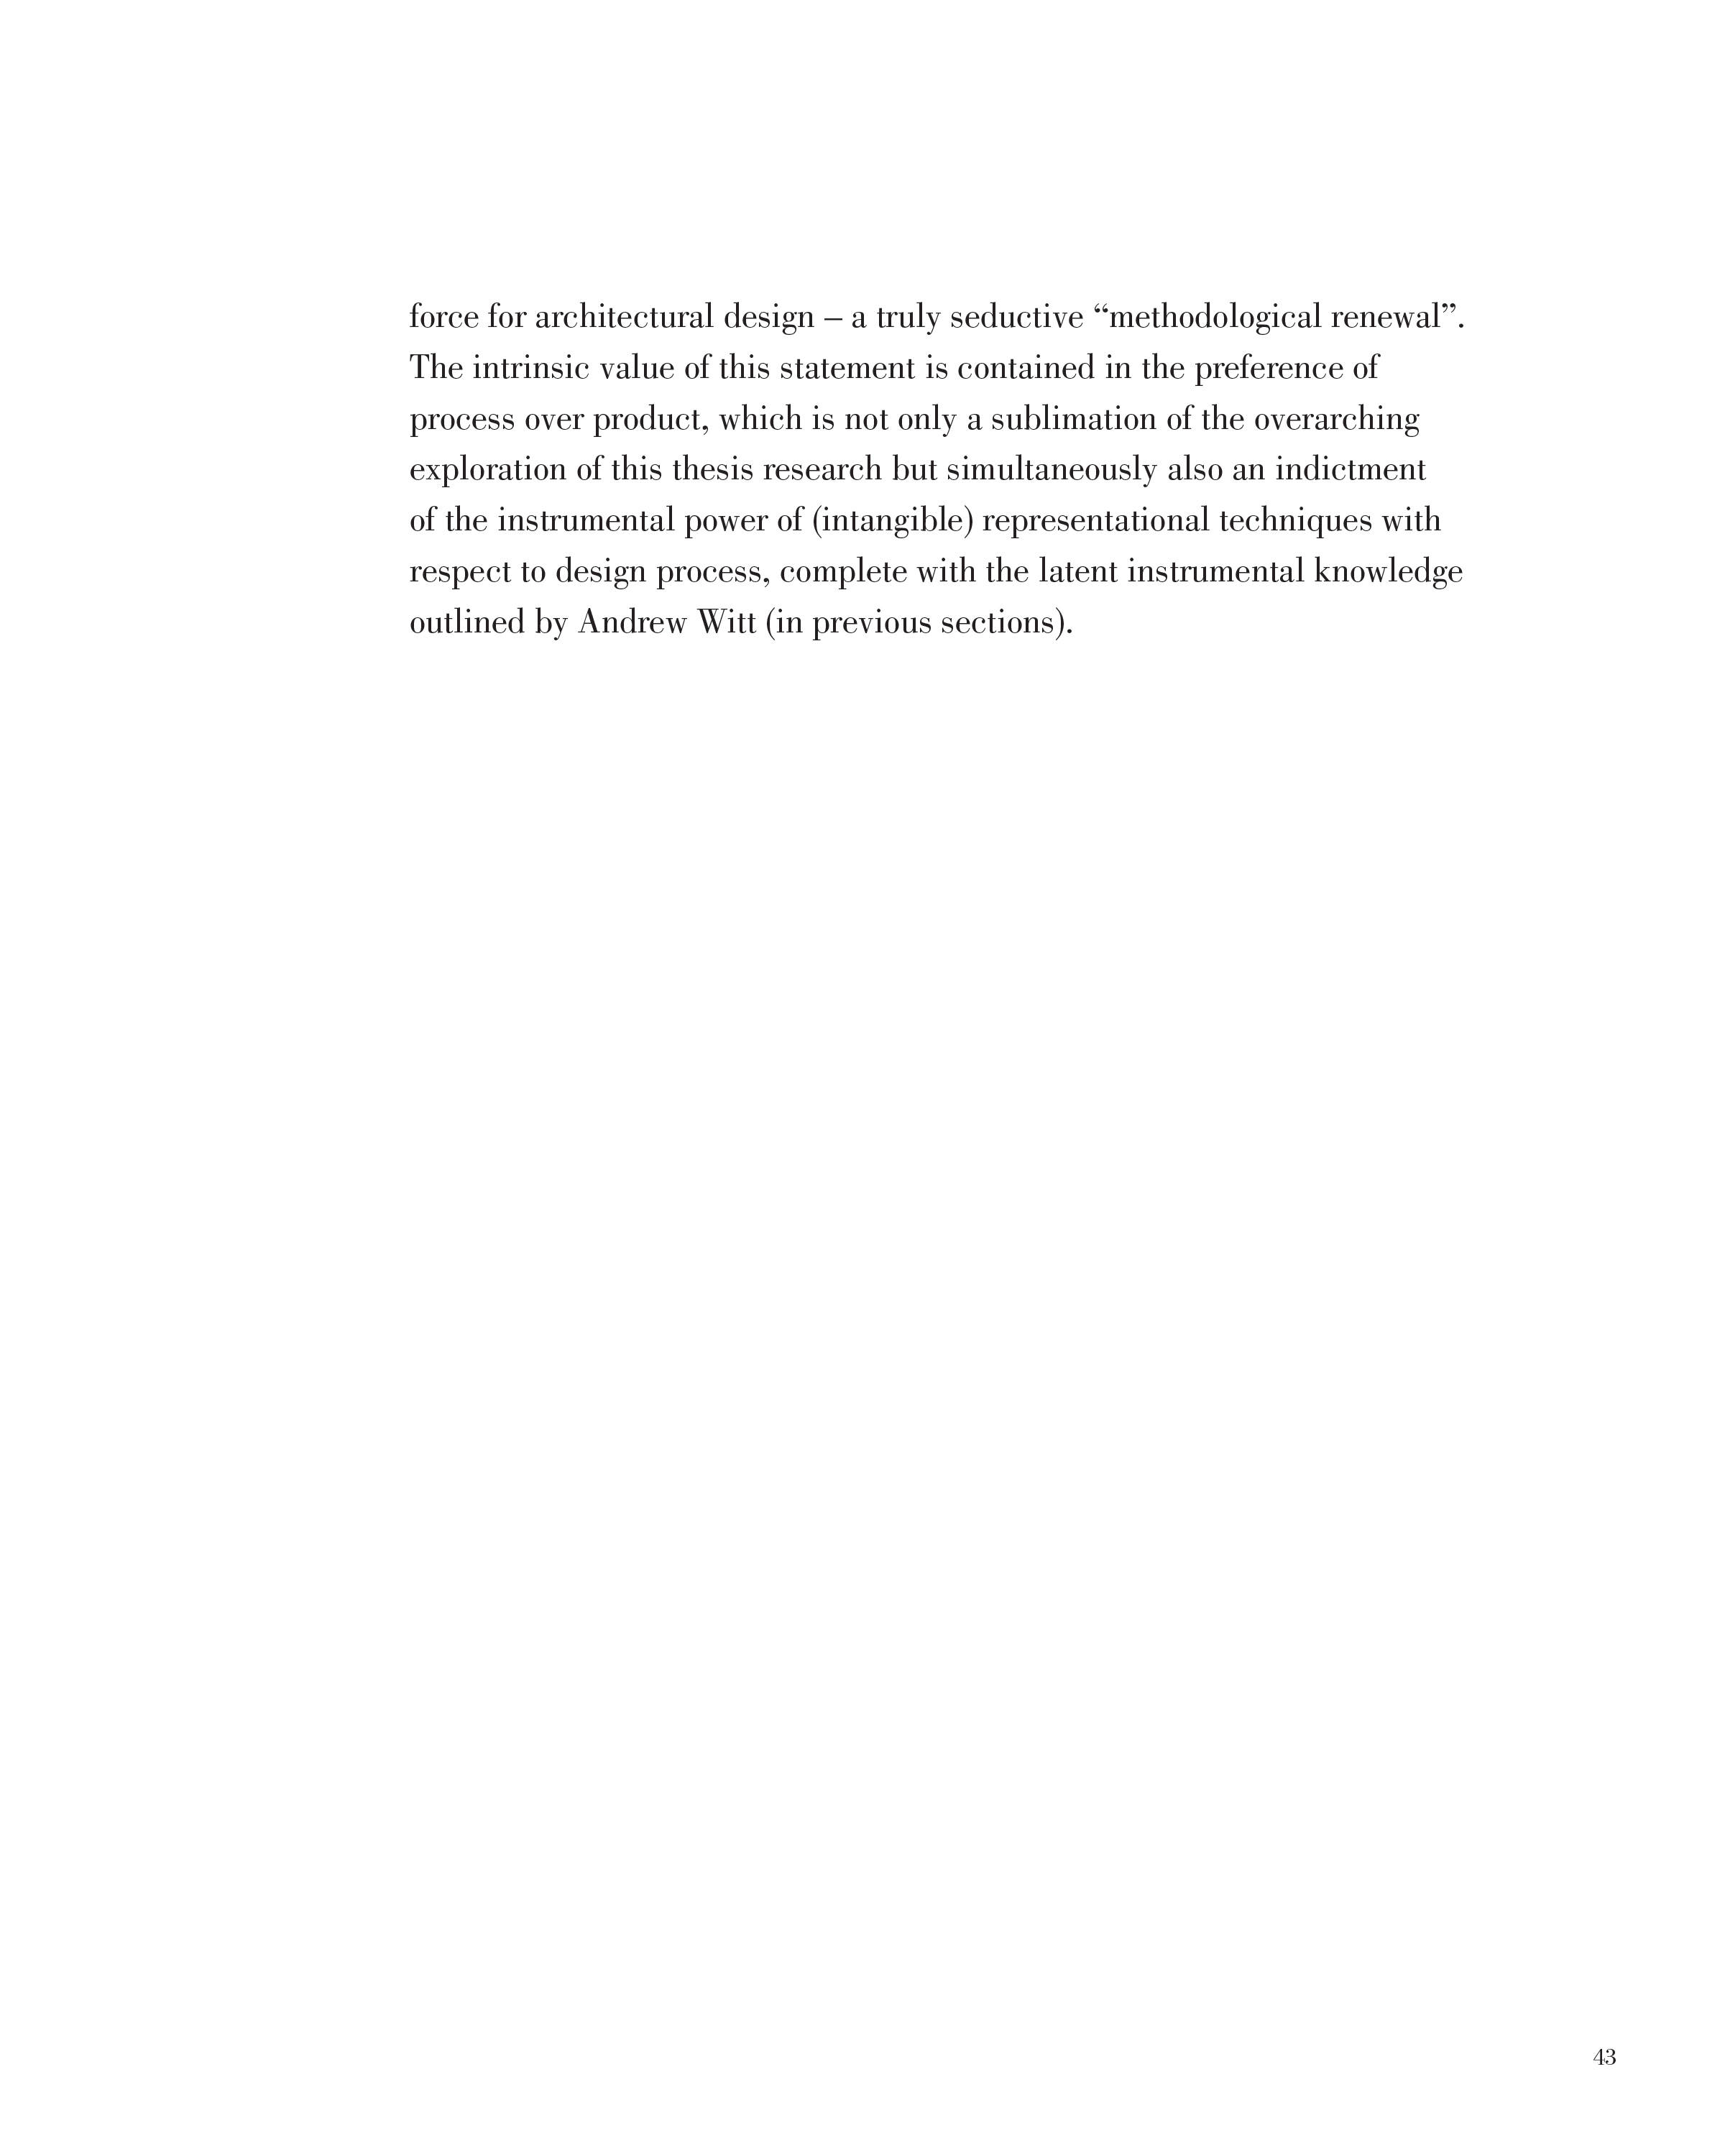 force for architectural design – a truly seductive “methodological renewal”.
The intrinsic value of this statement is contained in the preference of
process over product, which is not only a sublimation of the overarching
exploration of this thesis research but simultaneously also an indictment
of the instrumental power of (intangible) representational techniques with
respect to design process, complete with the latent instrumental knowledge
outlined by Andrew Witt (in previous sections).
43